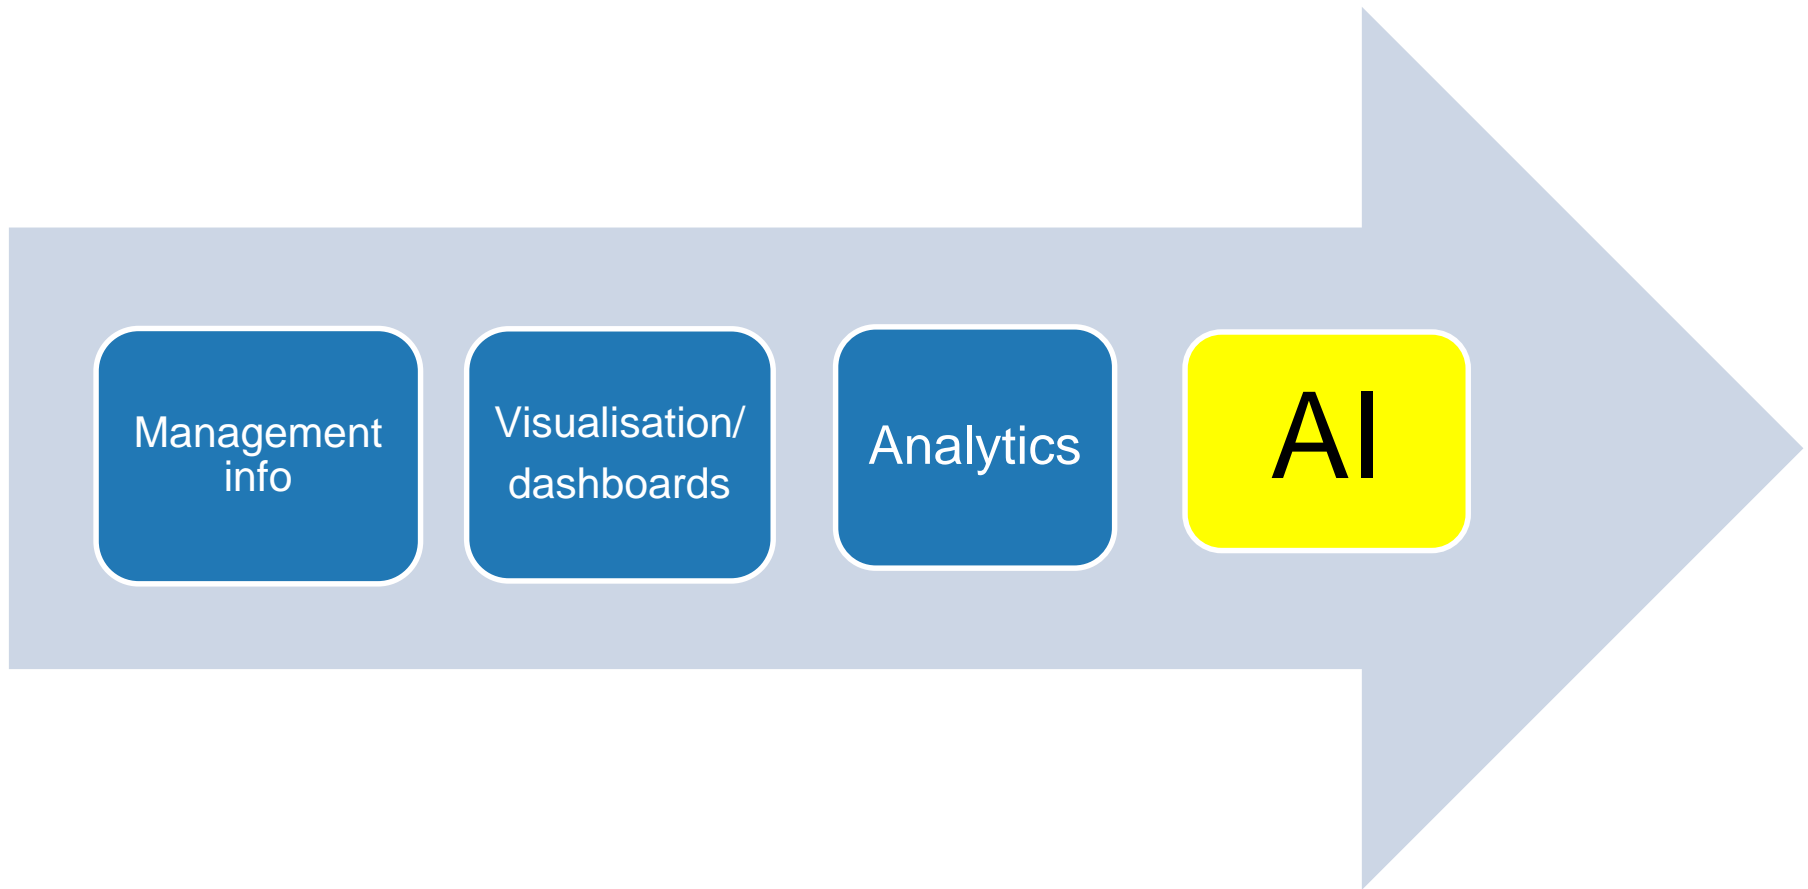 Management
info
Visualisation/
dashboards
Analytics
AI